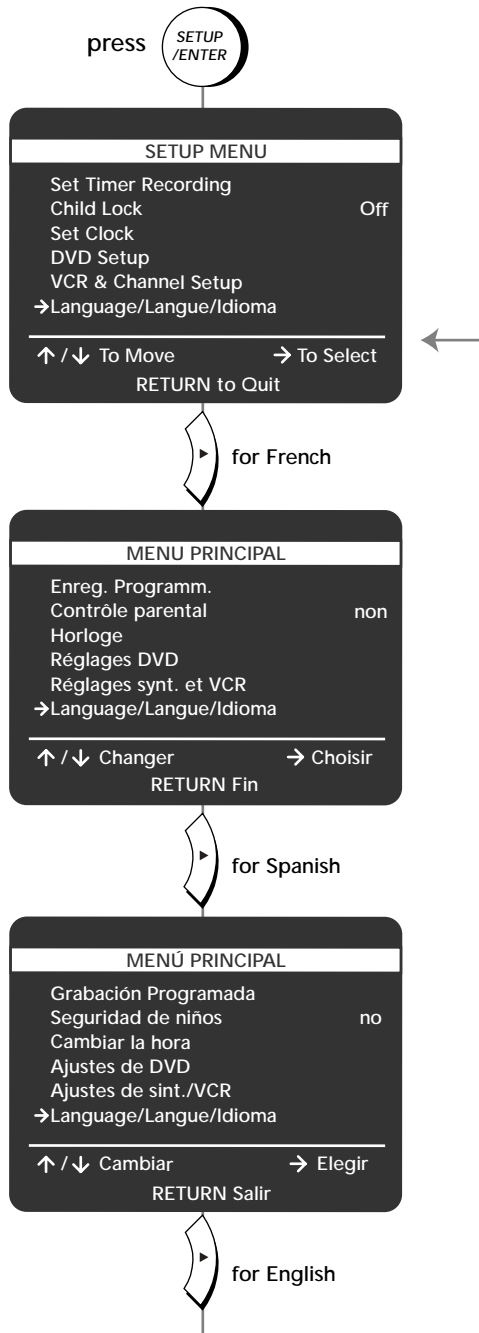 press SETUP
/ENTER
SETUP MENU
Set Timer Recording
Child Lock Off
Set Clock
DVD Setup
VCR & Channel Setup
→Language/Langue/Idioma
↑ / ↓ To Move → To Select
RETURN to Quit
for French
MENU PRINCIPAL
Enreg. Programm.
Contrôle parental non
Horloge
Réglages DVD
Réglages synt. et VCR
→Language/Langue/Idioma
↑ / ↓ Changer → Choisir
RETURN Fin
for Spanish
MENÚ PRINCIPAL
Grabación Programada
Seguridad de niños no
Cambiar la hora
Ajustes de DVD
Ajustes de sint./VCR
→Language/Langue/Idioma
↑ / ↓ Cambiar → Elegir
RETURN Salir
for English